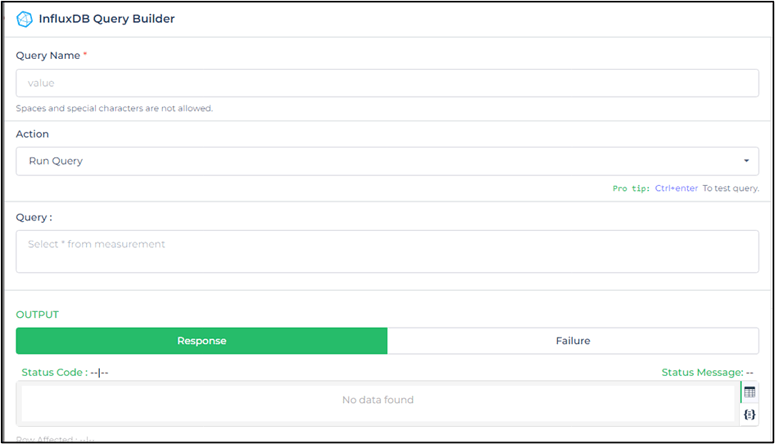 InfluxDB Query Builder
Query Name *
value
Spaces and special characters are not allowed.
Action
Run Query
Pro tip: Ctrl+enter To test query.
Query :
Select * from measurement
OUTPUT
Response Failure
Status Code : --|-- Status Message: --
No data found
Row Affected : --|--